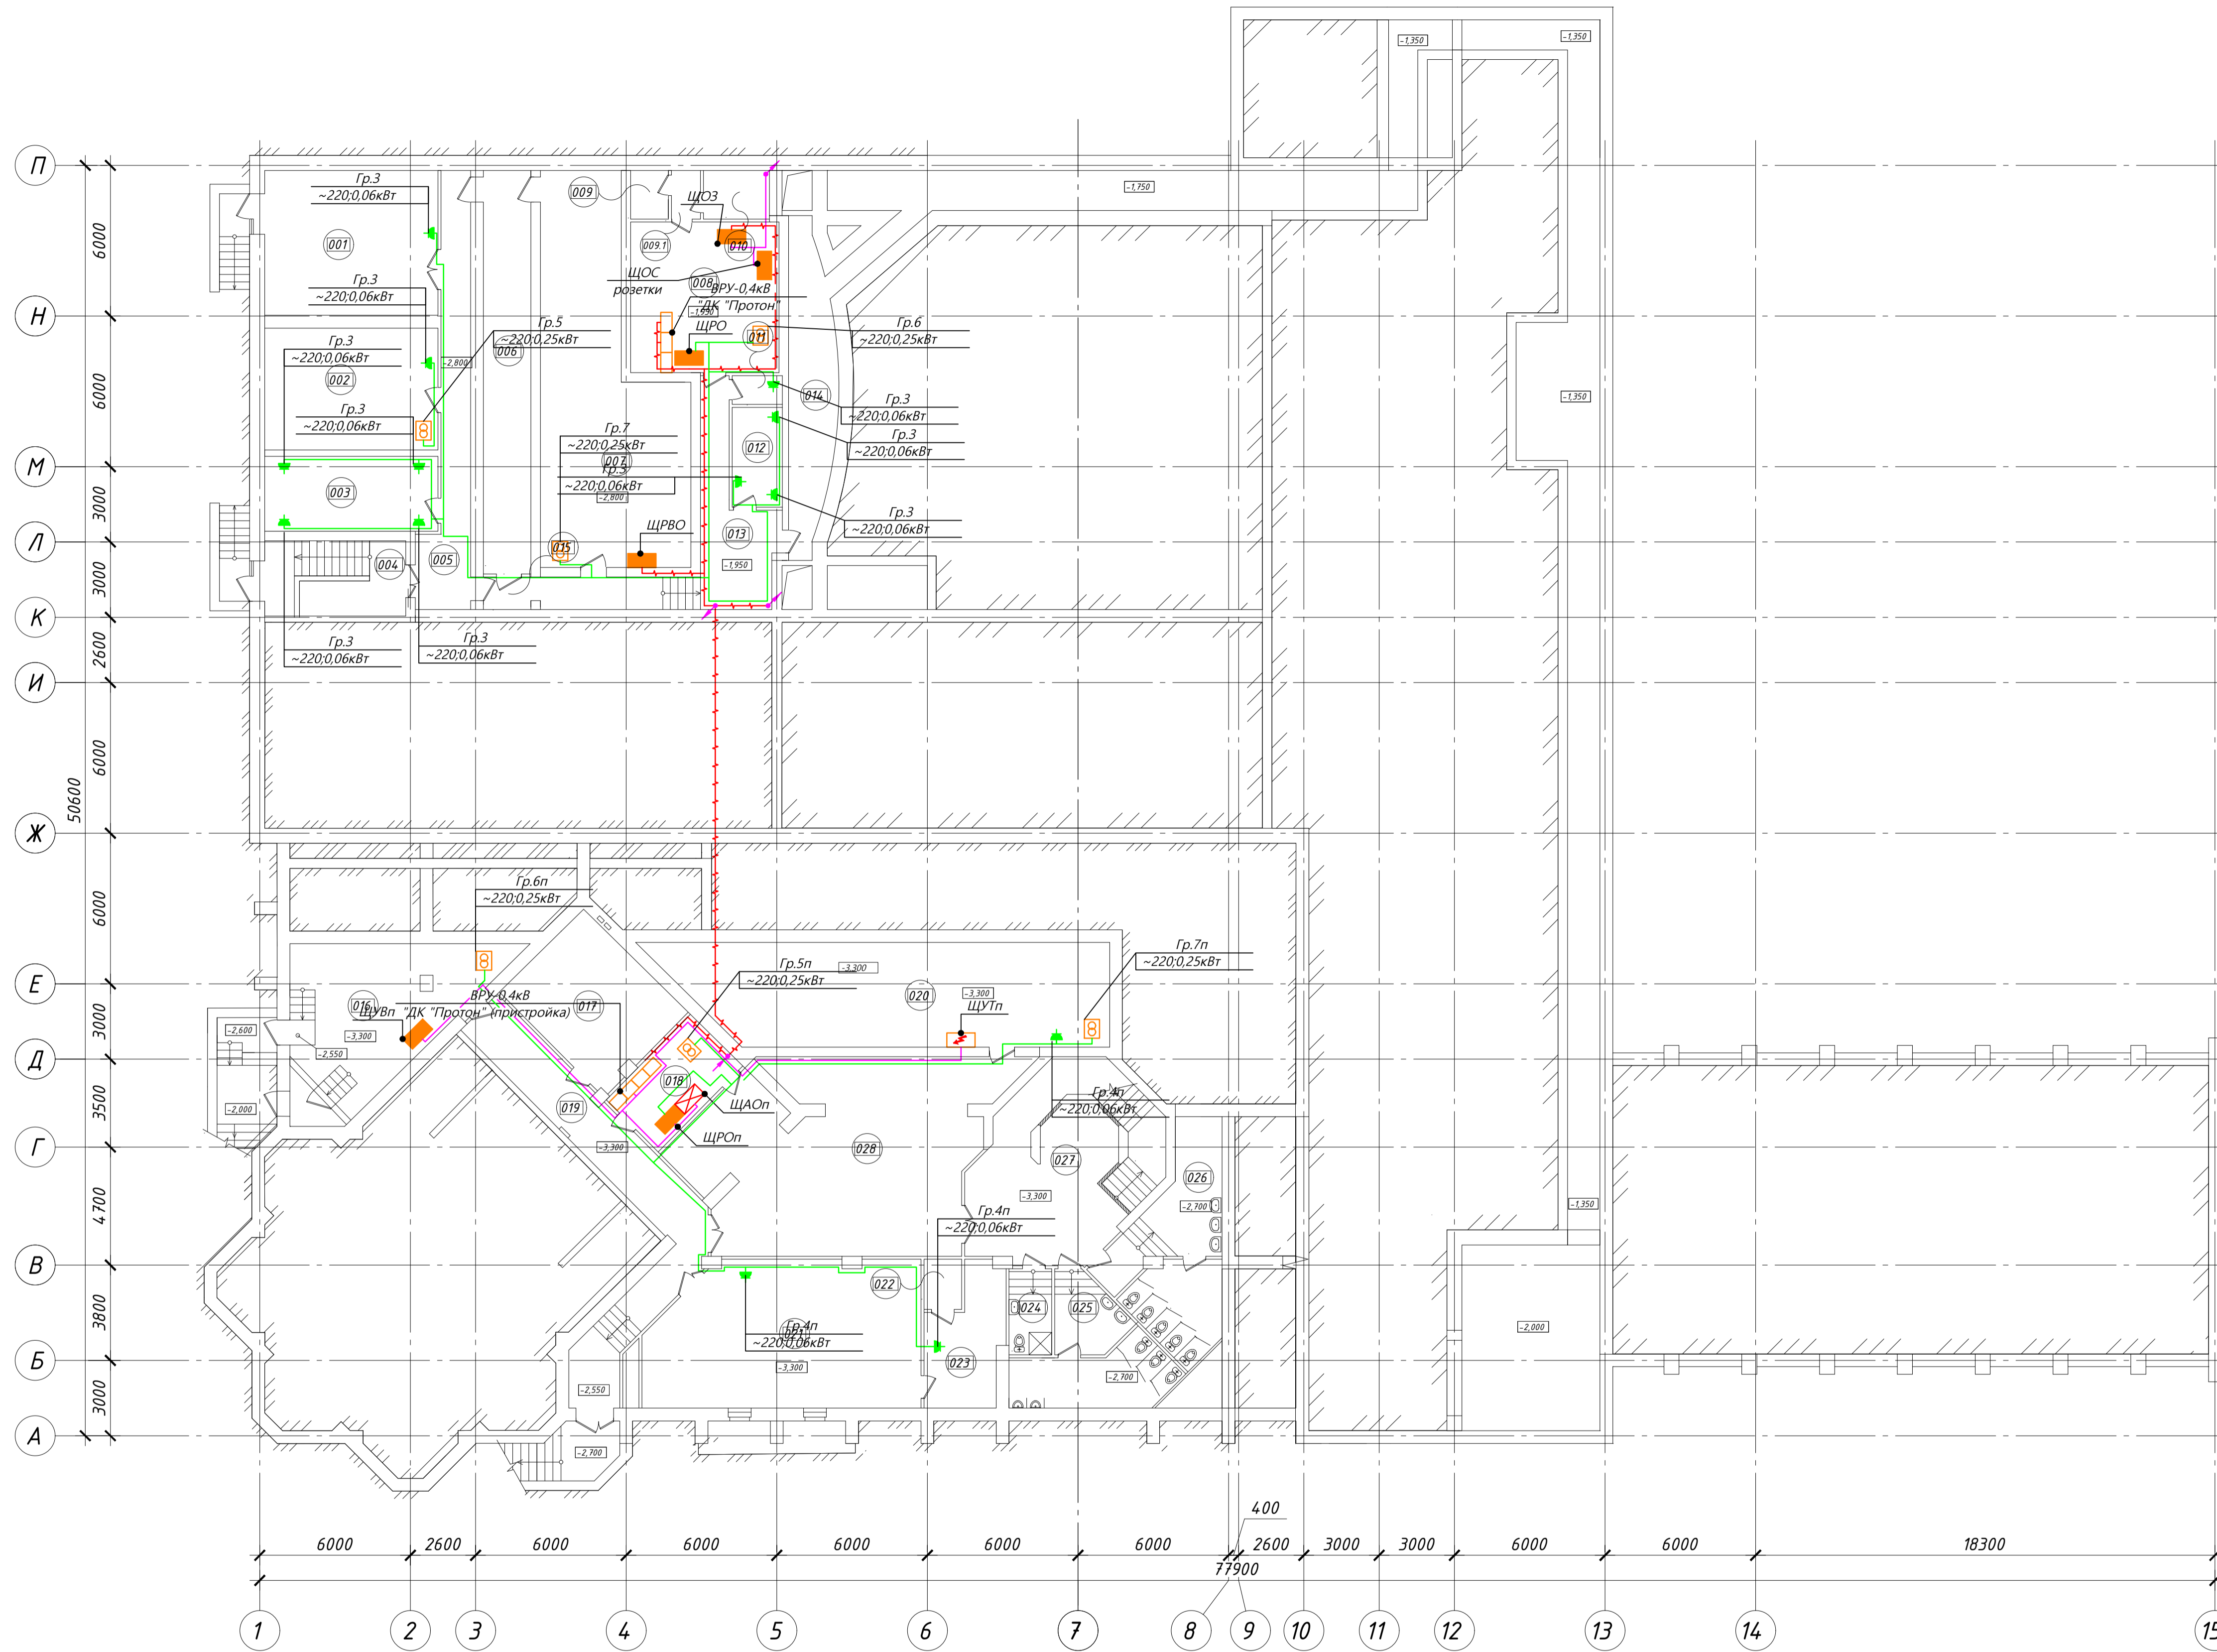 -1,350
-1,350
П
-1,750
Гр.3
~220;0,06кВт
009
ЩОЗ
6000
001
009.1
010
Гр.3
~220;0,06кВт
ЩОС
розетки
008
ВРУ-0,4кВ
"ДК "Протон"
-1,950
Н
ЩРО
011
Гр.6
~220;0,25кВт
Гр.5
~220;0,25кВт
006
Гр.3
~220;0,06кВт
-2,800
002
6000
014
-1,350
Гр.3
~220;0,06кВт
Гр.3
~220;0,06кВт
Гр.7
~220;0,25кВт
Гр.3
~220;0,06кВт
012
М
007
Гр.3
~220;0,06кВт
-2,800
003
3000
Гр.3
~220;0,06кВт
ЩРВО
013
Л
015
004
005
-1,950
3000
К
Гр.3
~220;0,06кВт
Гр.3
~220;0,06кВт
2600
И
6000
50600
Ж
Гр.6п
~220;0,25кВт
6000
Гр.7п
~220;0,25кВт
Гр.5п
~220;0,25кВт
-3,300
Е
020
-3,300
ЩУТп
016
ВРУ-0,4кВ
017
ЩУВп
"ДК "Протон" (пристройка)
-2,600
-3,300
-2,550
3000
Д
018
Гр.4п
~220;0,06кВт
ЩАОп
019
-2,000
3500
ЩРОп
Г
-3,300
028
027
026
-3,300
-2,700
-1,350
4700
Гр.4п
~220;0,06кВт
В
022
024
025
3800
Гр.4п
~220;0,06кВт
021
-2,000
Б
023
-3,300
-2,700
-2,550
3000
А
-2,700
400
6000
2600
6000
6000
6000
6000
6000
2600
3000
3000
6000
6000
18300
77900
1
2
3
4
5
6
7
8
9
10
11
12
13
14
15